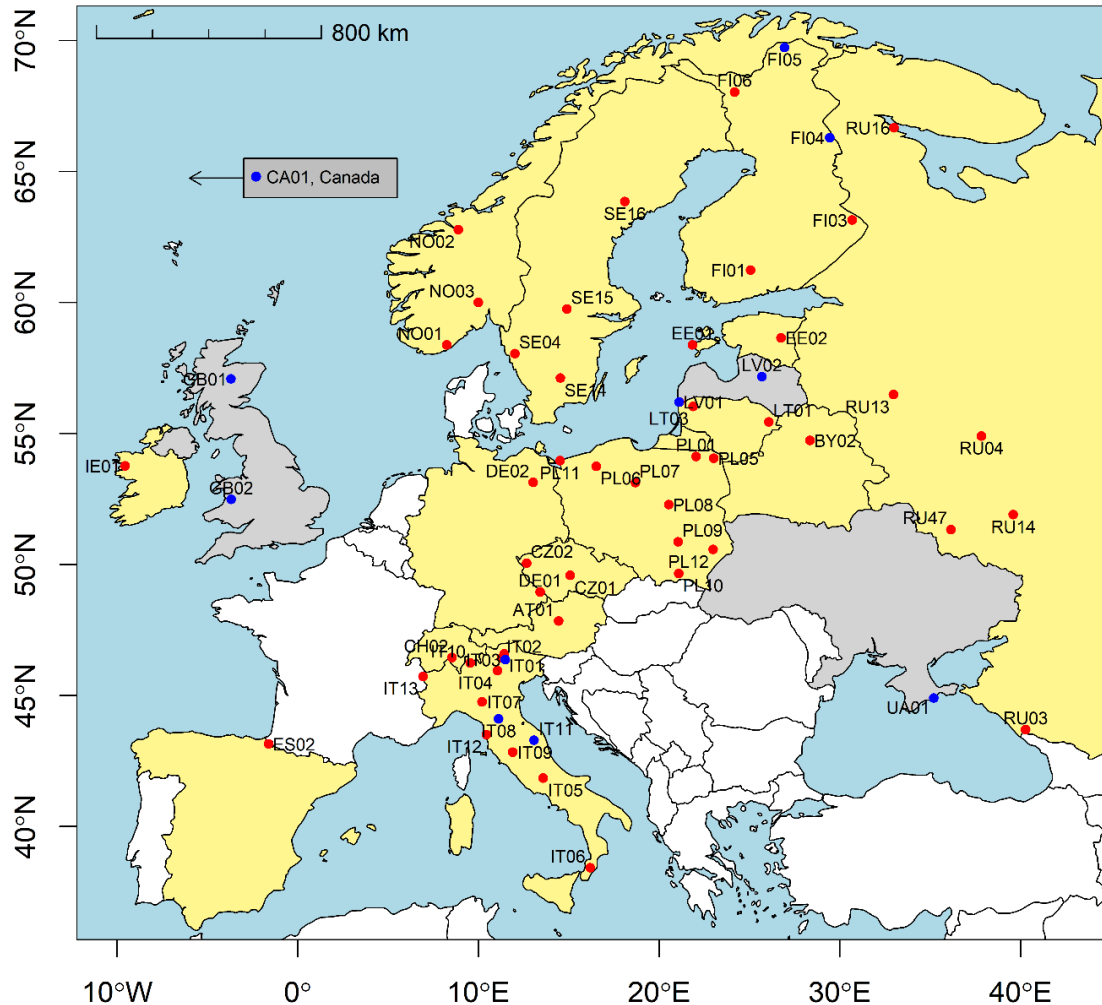 70°N
800 km
FI05
FI06
RU16
FI04
65°N
CA01, Canada
SE16
FI03
NO02
FI01
60°N
NO03
SE15
NO01
EE03
EE02
SE04
LV02
GB01
SE14
LV01
LT01
RU13
LT03
55°N
BY02
RU04
IE01
DE02
PL11
PL06
PL07
PL01
PL05
GB02
PL08
RU47
RU14
PL09
50°N
CZ02
PL12
DE01
CZ01
PL10
AT01
CH02
IT10
IT03
IT02
IT01
IT13
IT04
45°N
IT07
UA01
RU03
ES02
IT12
IT08
IT11
IT09
IT05
40°N
IT06
10°W
0°
10°E
20°E
30°E
40°E